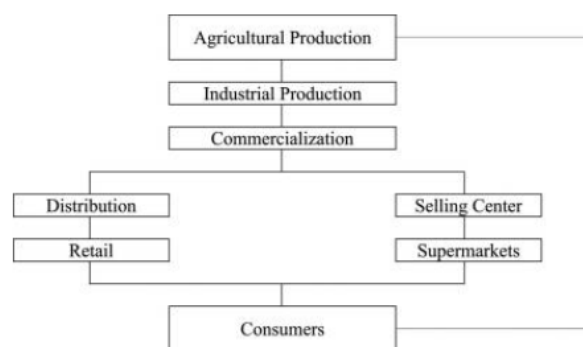 Agricultural Production
Industrial Production
Commercialization
Distribution
Selling Center
Retail
Supermarkets
Consumers